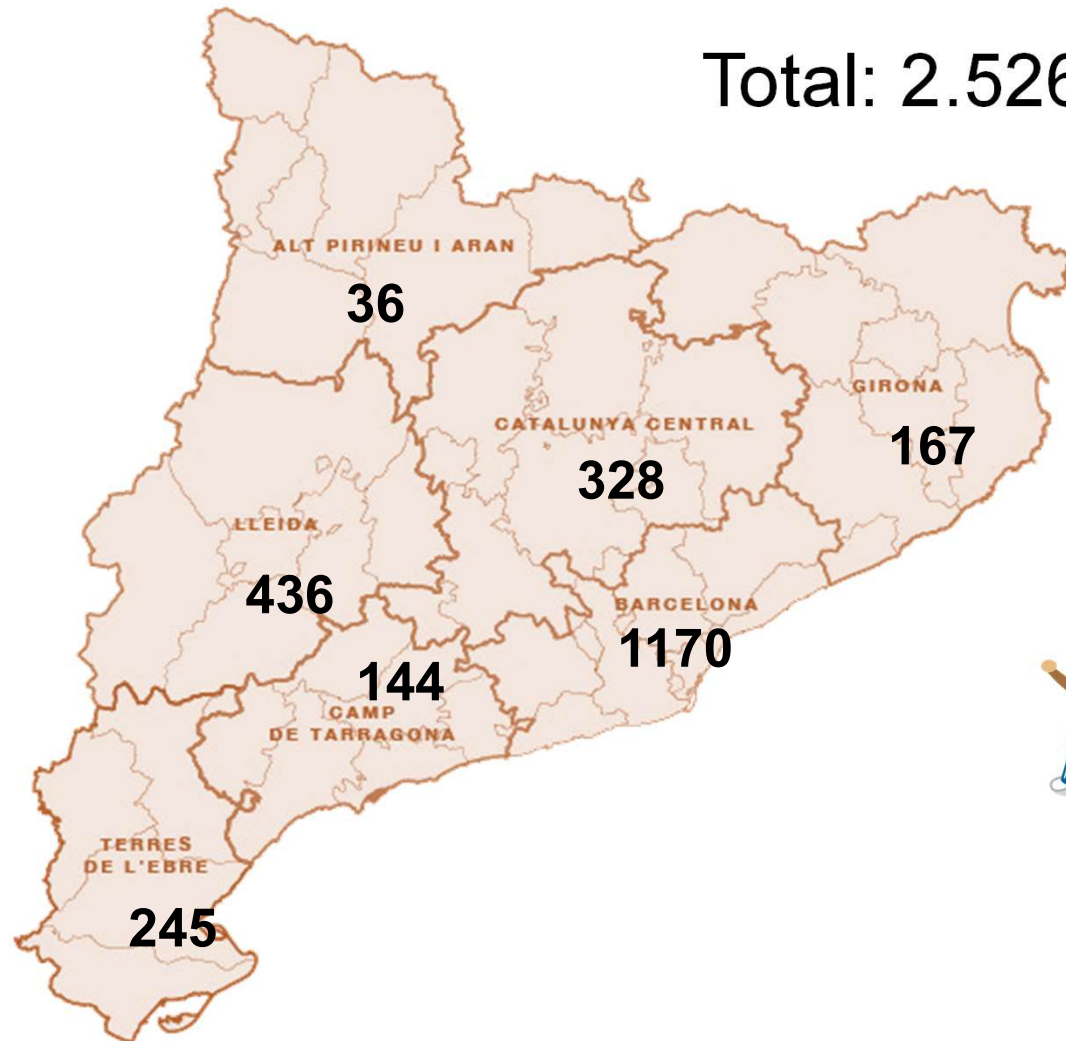 Total: 2.526
ALT PIRINEU I ARAN
36
GIRONA
167
CATALUNYA CENTRAL
328
LLEIDA
436
BARCELONA
1170
144
CAMP
DE TARRAGONA
TERRES
DE L'EBRE
245